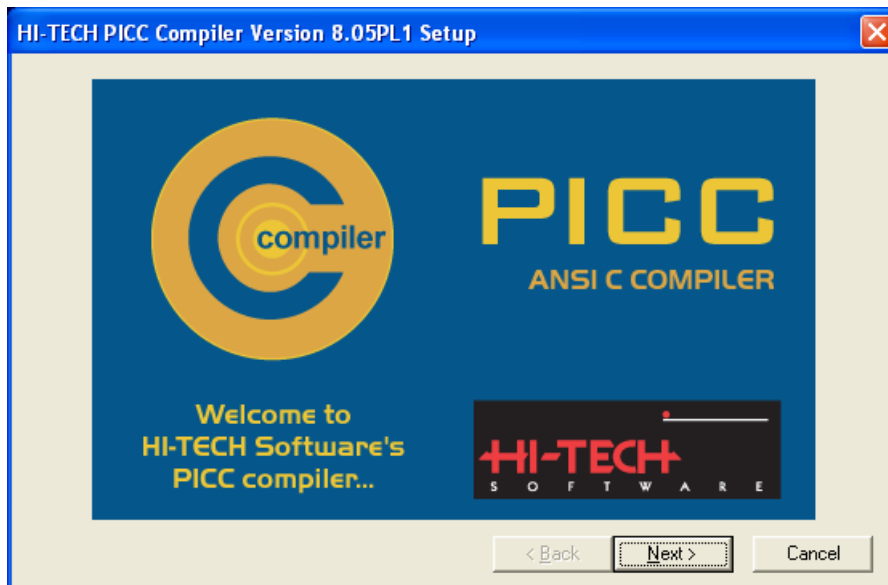 HI-TECH PICC Compiler Version 8.05PL1 Setup
compiler
PICC
ANSI C COMPILER
Welcome to
HI-TECH Software's
PICC compiler...
HI-TECH
SOFTWARE
< Back
Next >
Cancel